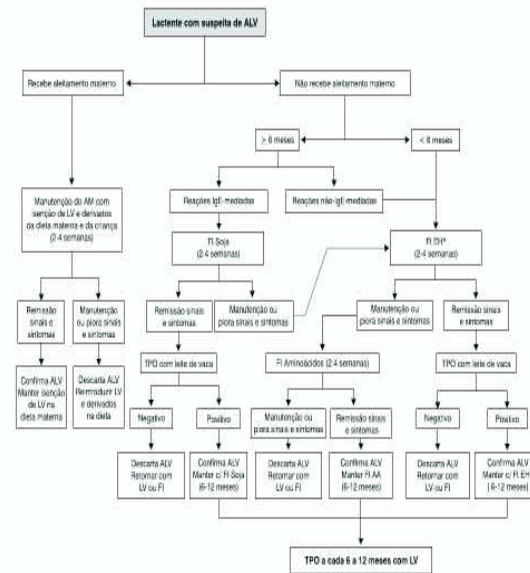 Lactente com suspeita de ALV
Recebe aleitamento materno
Não recebe aleitamento materno
≥ 6 meses
< 6 meses
Manutenção do AM com
isenção de LV e derivados
da dieta materna e da criança
(2-4 semanas)
Reações IgE-mediadas
Reações não-IgE-mediadas
FI Soja
(2-4 semanas)
FI EH*
(2-4 semanas)
Remissão
sinais e
sintomas
Manutenção
ou piora sinais
e sintomas
Remissão sinais
e sintomas
Manutenção ou
piora sinais e sintomas
Manutenção ou
piora sinais e sintomas
Remissão sinais
e sintomas
Confirma ALV
Manter isenção
de LV na
dieta materna
Descarta ALV
Reintroduzir LV
e derivados
na dieta
TPO com leite de vaca
FI Aminoácidos (2-4 semanas)
TPO com leite de vaca
Negativo
Positivo
Manutenção ou
piora sinais e sintomas
Remissão sinais
e sintomas
Negativo
Positivo
Descarta ALV
Retornar com
LV ou FI
Confirma ALV
Manter c/ FI Soja
(6-12 meses)
Descarta ALV
Retornar com
LV ou FI
Confirma ALV
Manter FI AA
(6-12 meses)
Descarta ALV
Retornar com
LV ou FI
Confirma ALV
Manter c/ FI EH
( 6-12 meses)
TPO a cada 6 a 12 meses com LV